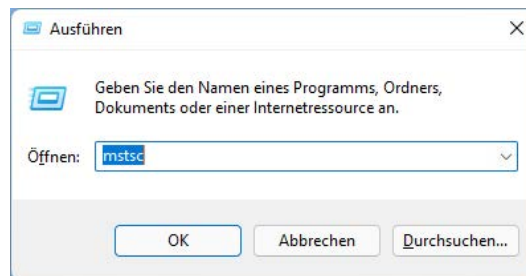 Ausführen
Geben Sie den Namen eines Programms, Ordners,
Dokuments oder einer Internetressource an.
Öffnen: mstsc
OK Abbrechen Durchsuchen...